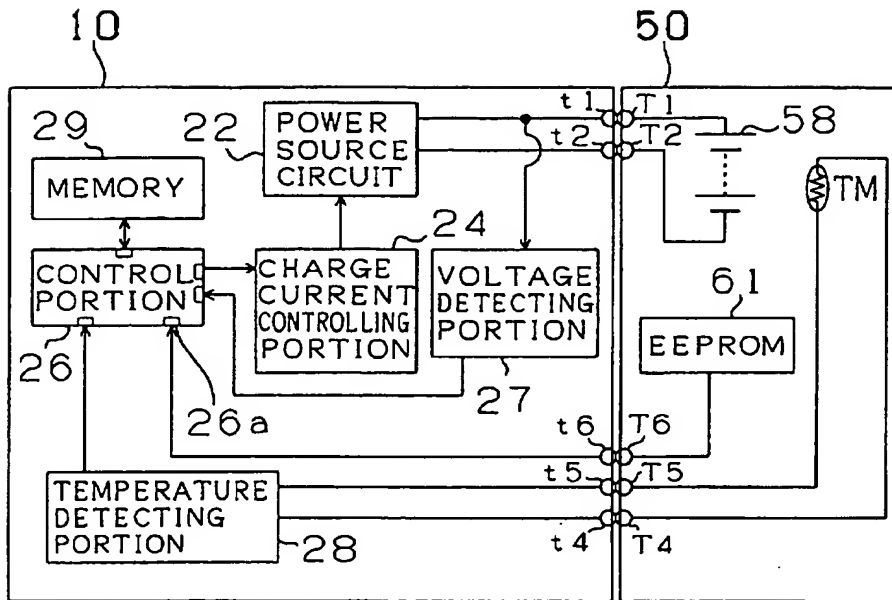 10
50
29
22
POWER
SOURCE
CIRCUIT
t1
T1
t2
T2
58
MEMORY
24
TM
CONTROL
PORTION
CHARGE
CURRENT
CONTROLLING
PORTION
VOLTAGE
DETECTING
PORTION
61
EEPROM
26
26a
27
t6
T6
t5
T5
TEMPERATURE
DETECTING
PORTION
28
t4
T4